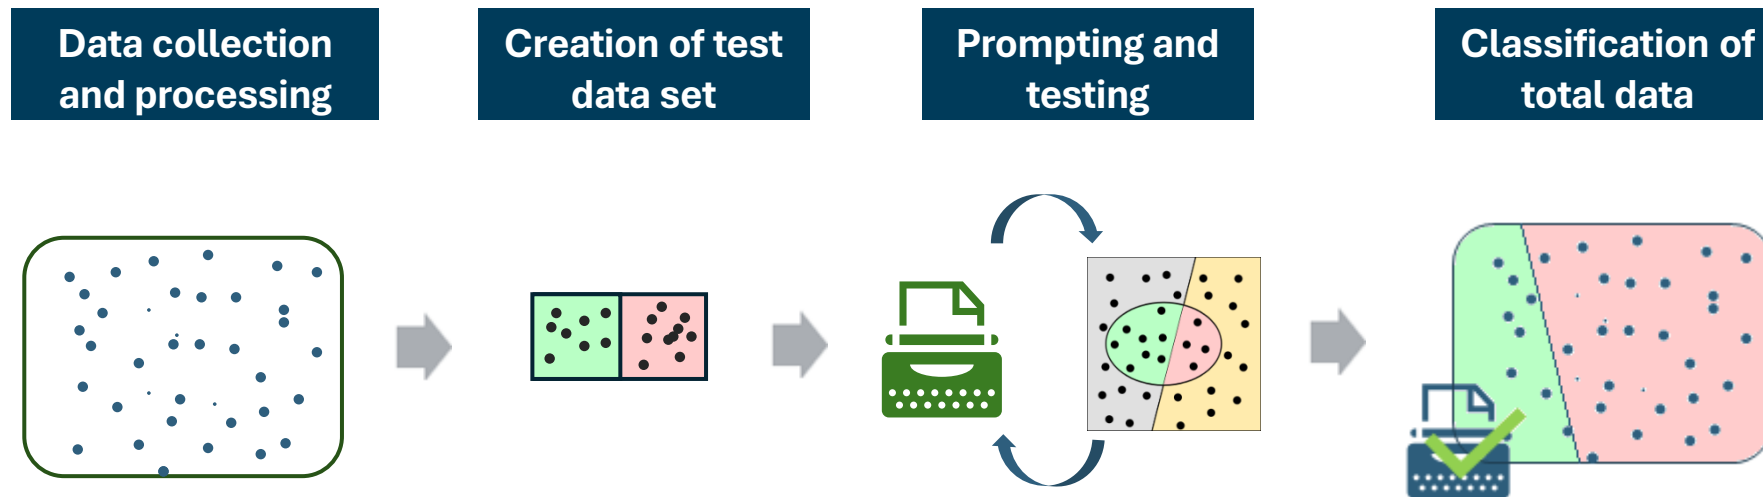 Data collection
and processing
Creation of test
data set
Prompting and
testing
Classification of
total data